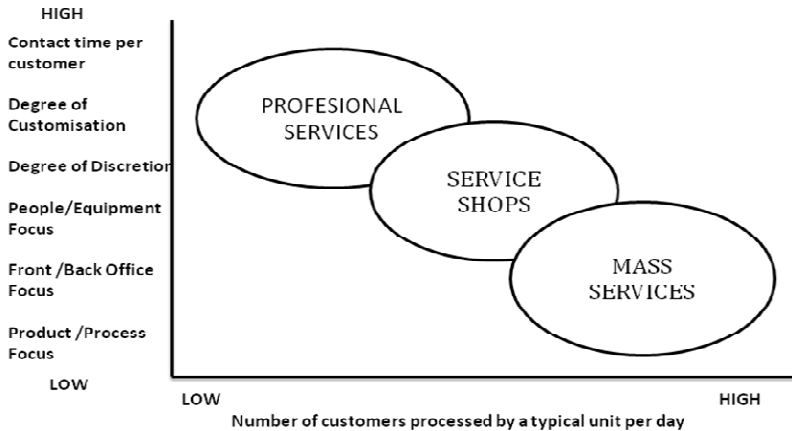 HIGH
Contact time per
customer
Degree of
Customisation
Degree of Discretion
People/Equipment
Focus
Front /Back Office
Focus
Product /Process
Focus
LOW
PROFESIONAL
SERVICES
SERVICE
SHOPS
MASS
SERVICES
LOW
HIGH
Number of customers processed by a typical unit per day